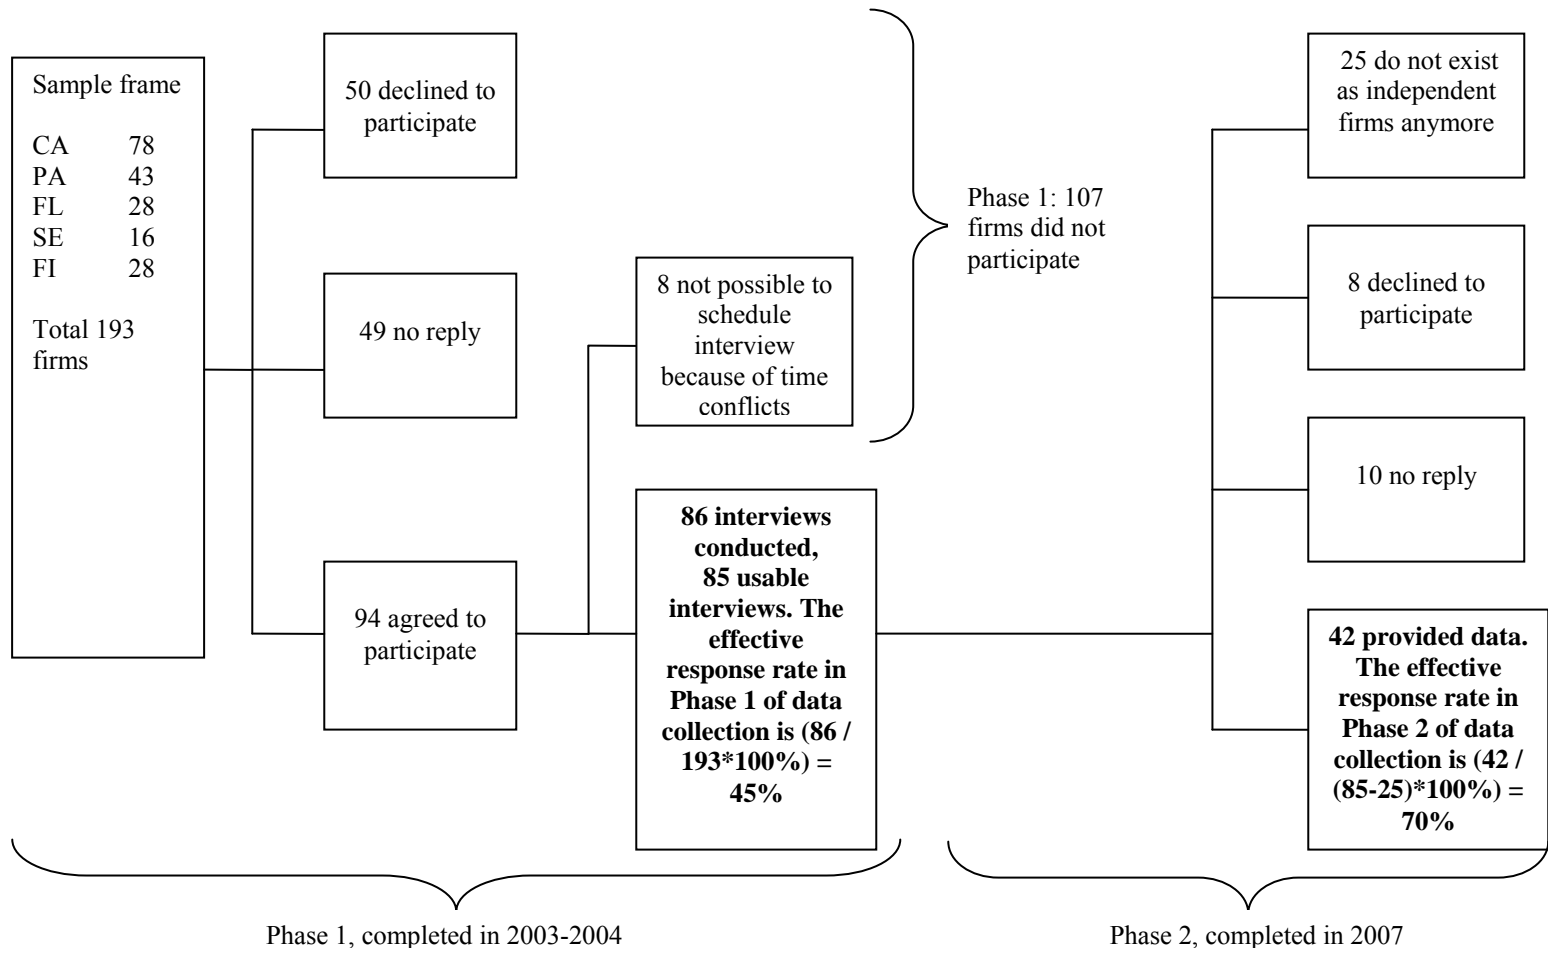 Sample frame
CA 78
PA 43
FL 28
SE 16
FI 28
Total 193
firms
50 declined to
participate
49 no reply
94 agreed to
participate
8 not possible to
schedule
interview
because of time
conflicts
86 interviews
conducted,
85 usable
interviews. The
effective
response rate in
Phase 1 of data
collection is (86 /
193*100%) =
45%
Phase 1: 107
firms did not
participate
25 do not exist
as independent
firms anymore
8 declined to
participate
10 no reply
42 provided data.
The effective
response rate in
Phase 2 of data
collection is (42 /
(85-25)*100%) =
70%
Phase 1, completed in 2003-2004
Phase 2, completed in 2007